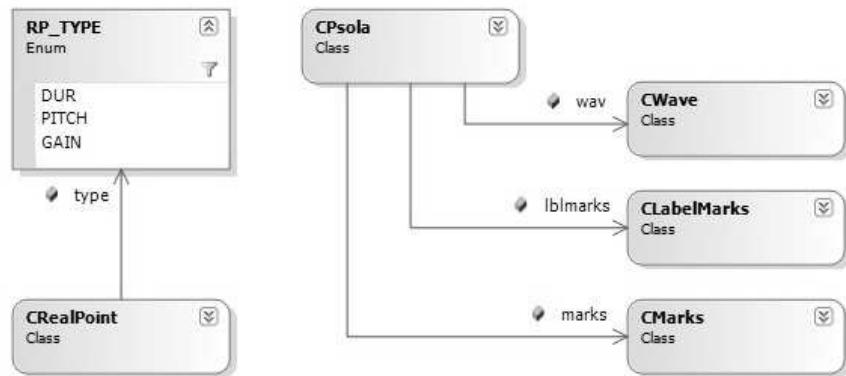 RP_TYPE
Enum
DUR
PITCH
GAIN
type
CRealPoint
Class
CPsola
Class
wav
CWave
Class
lblmarks
CLabelMarks
Class
marks
CMarks
Class